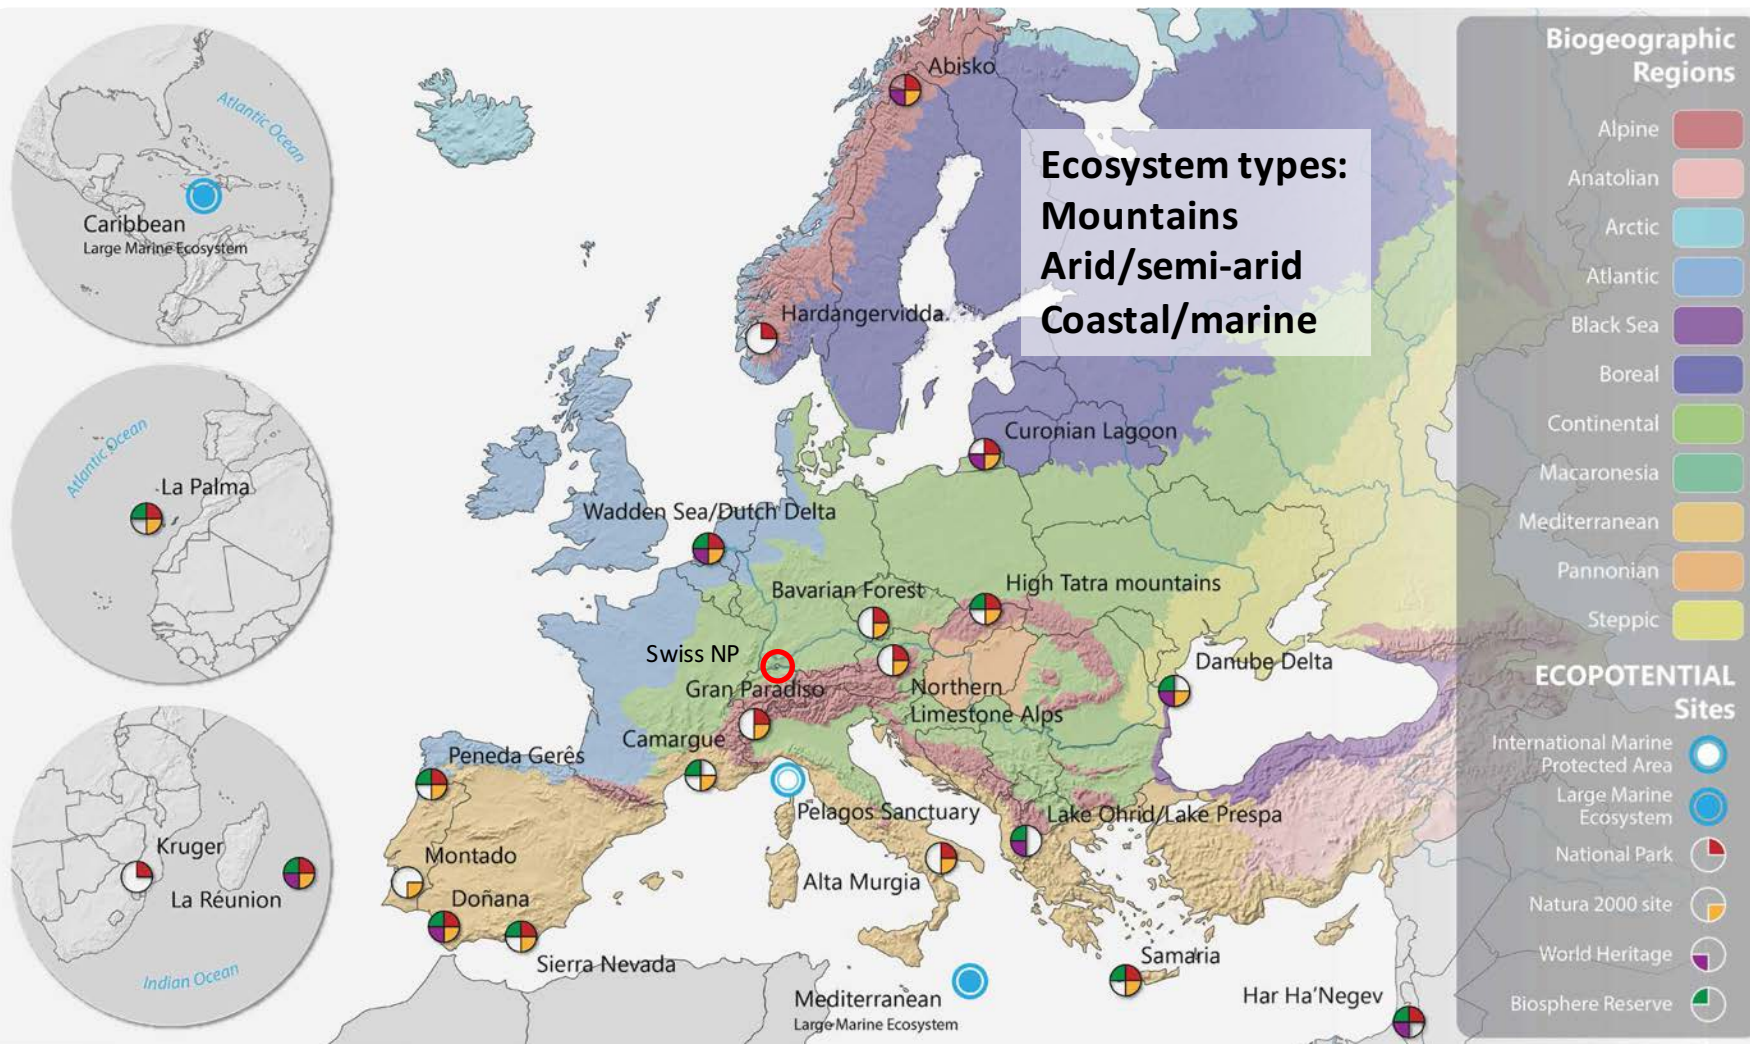 Atlantic Ocean
Caribbean
Large Marine Ecosystem
Atlantic Ocean
La Palma
Kruger
La Réunion
Indian Ocean
Abisko
Ecosystem types:
Mountains
Arid/semi-arid
Coastal/marine
Hardangervidda
Curonian Lagoon
Wadden Sea/Dutch Delta
Bavarian Forest
High Tatra mountains
Swiss NP
Gran Paradiso
Northern
Limestone Alps
Danube Delta
Camargue
Peneda Gerês
Pelagos Sanctuary
Lake Ohrid/Lake Prespa
Montado
Alta Murgia
Doñana
Sierra Nevada
Samaria
Mediterranean
Large Marine Ecosystem
Har Ha'Negev
Biogeographic
Regions
Alpine
Anatolian
Arctic
Atlantic
Black Sea
Boreal
Continental
Macaronesia
Mediterranean
Pannonian
Steppic
ECOPOTENTIAL
Sites
International Marine
Protected Area
Large Marine
Ecosystem
National Park
Natura 2000 site
World Heritage
Biosphere Reserve